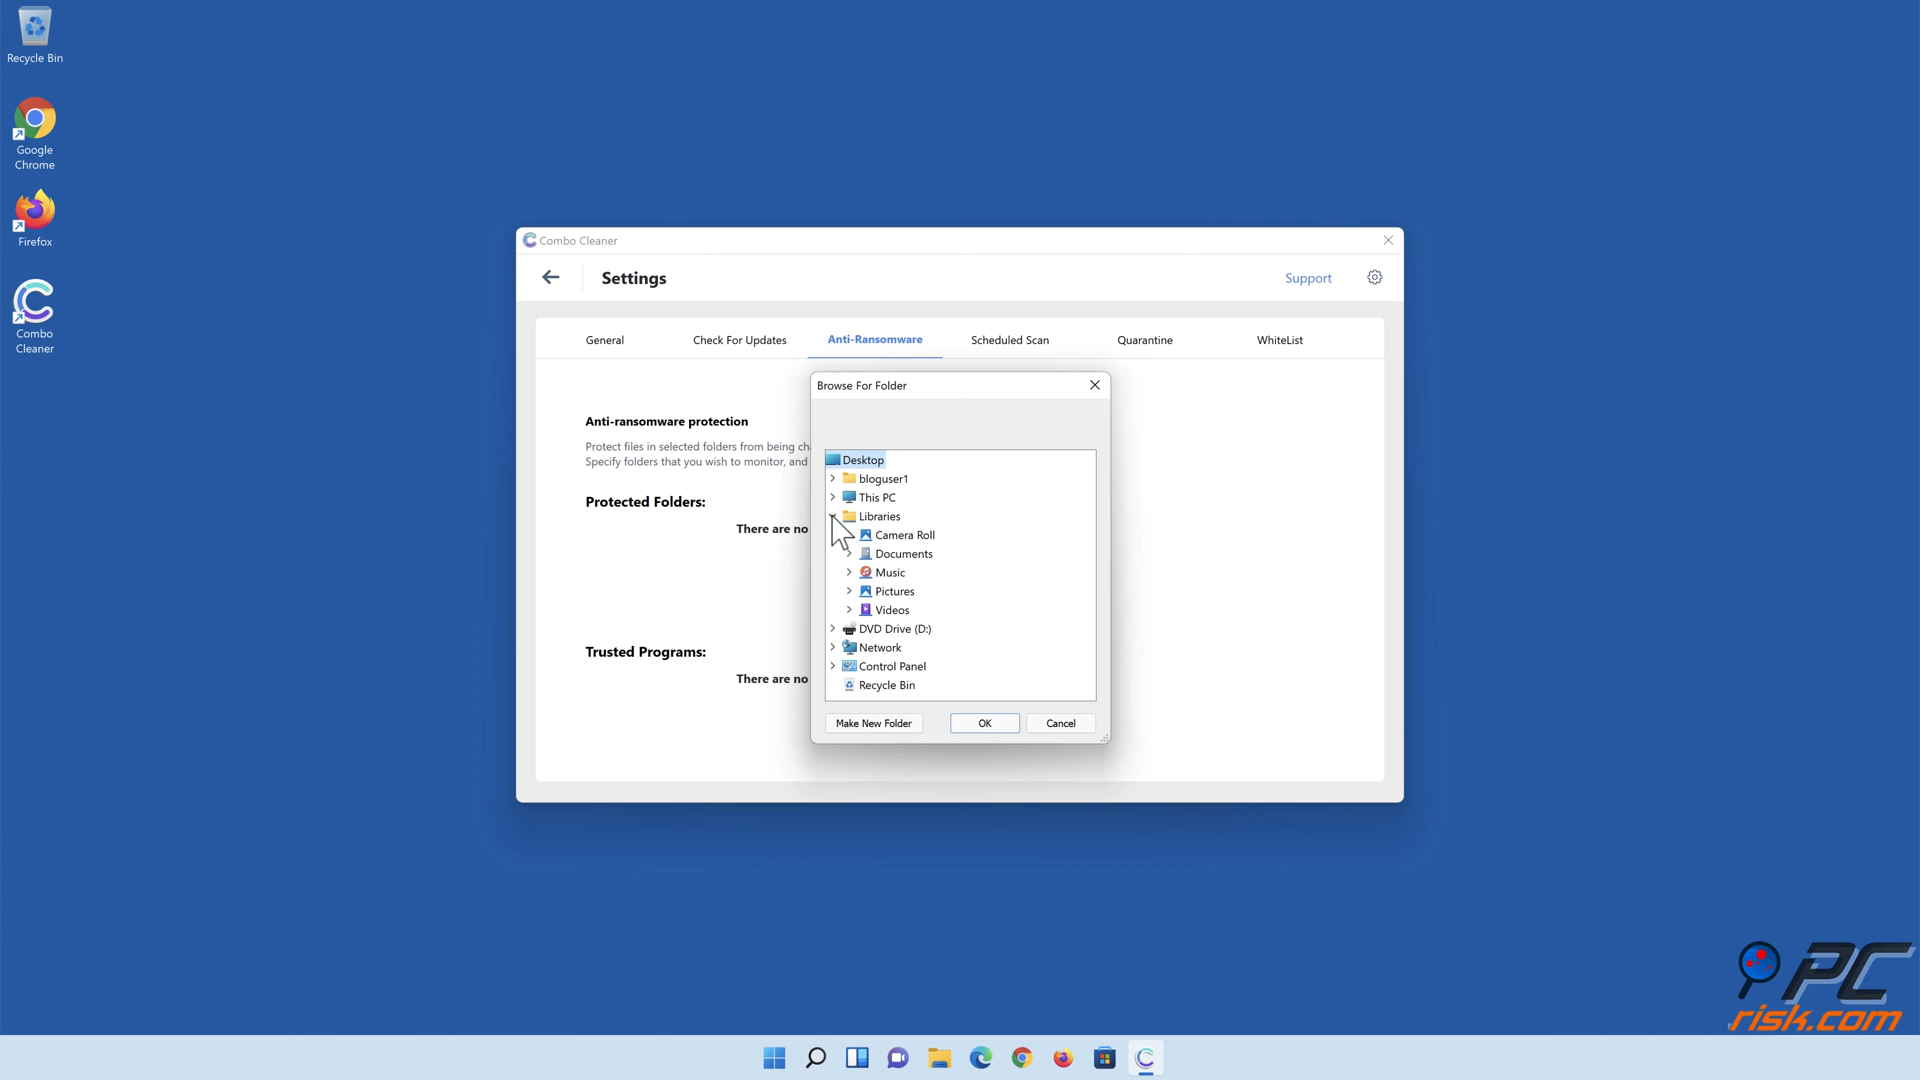 Recycle Bin
Google
Chrome
Firefox
Combo
Cleaner
Combo Cleaner
Settings
Support
General
Check For Updates
Anti-Ransomware
Scheduled Scan
Quarantine
WhiteList
Anti-ransomware protection
Protect files in selected folders from being
Specify folders that you wish to monitor, and
Protected Folders:
There are no
Trusted Programs:
There are no
Browse For Folder
Desktop
bloguser1
This PC
Libraries
Camera Roll
Documents
Music
Pictures
Videos
DVD Drive (D:)
Network
Control Panel
Recycle Bin
Make New Folder
OK
Cancel
PC
risk.com